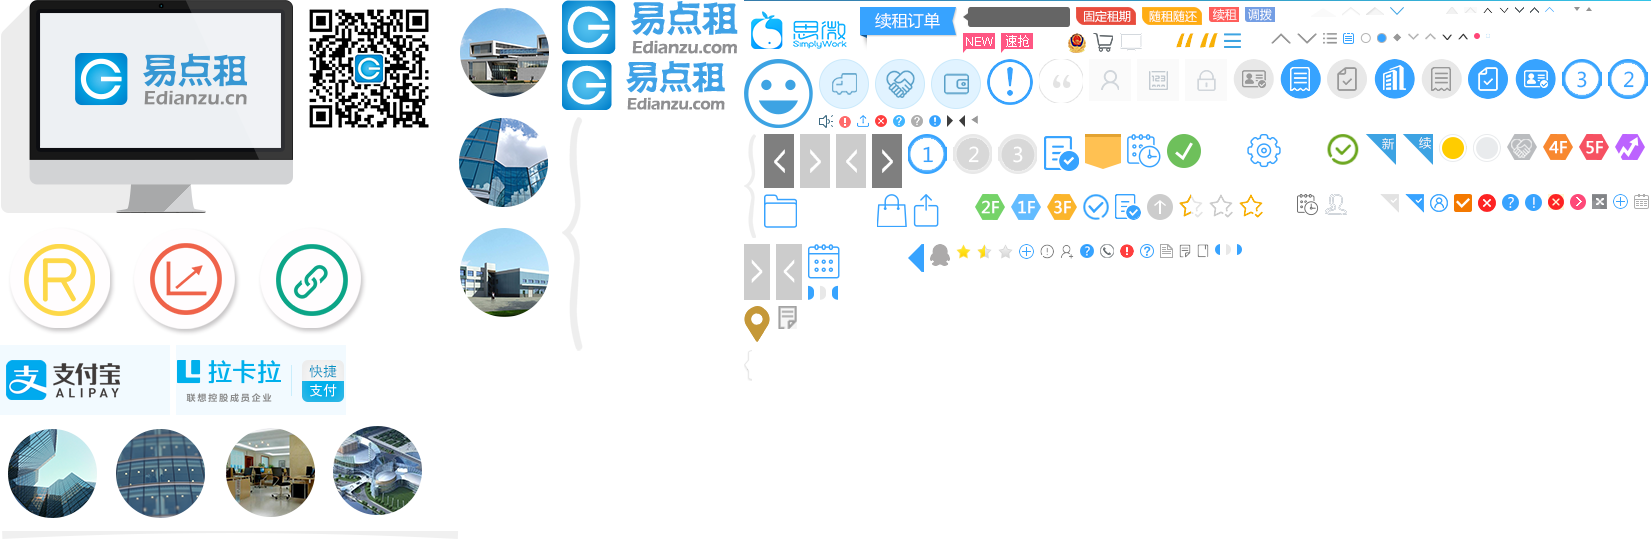 易点租
Edianzu.cn
易点租
Edianzu.com
易点租
Edianzu.com
思微
SimplyWork
续租订单
固定租期
随租随还
续租
调拨
NEW
速抢
123
3
2
1
2
3
新
续
4F
5F
2F
1F
3F
R
支付宝
ALIPAY
拉卡拉
联想控股成员企业
快捷
支付